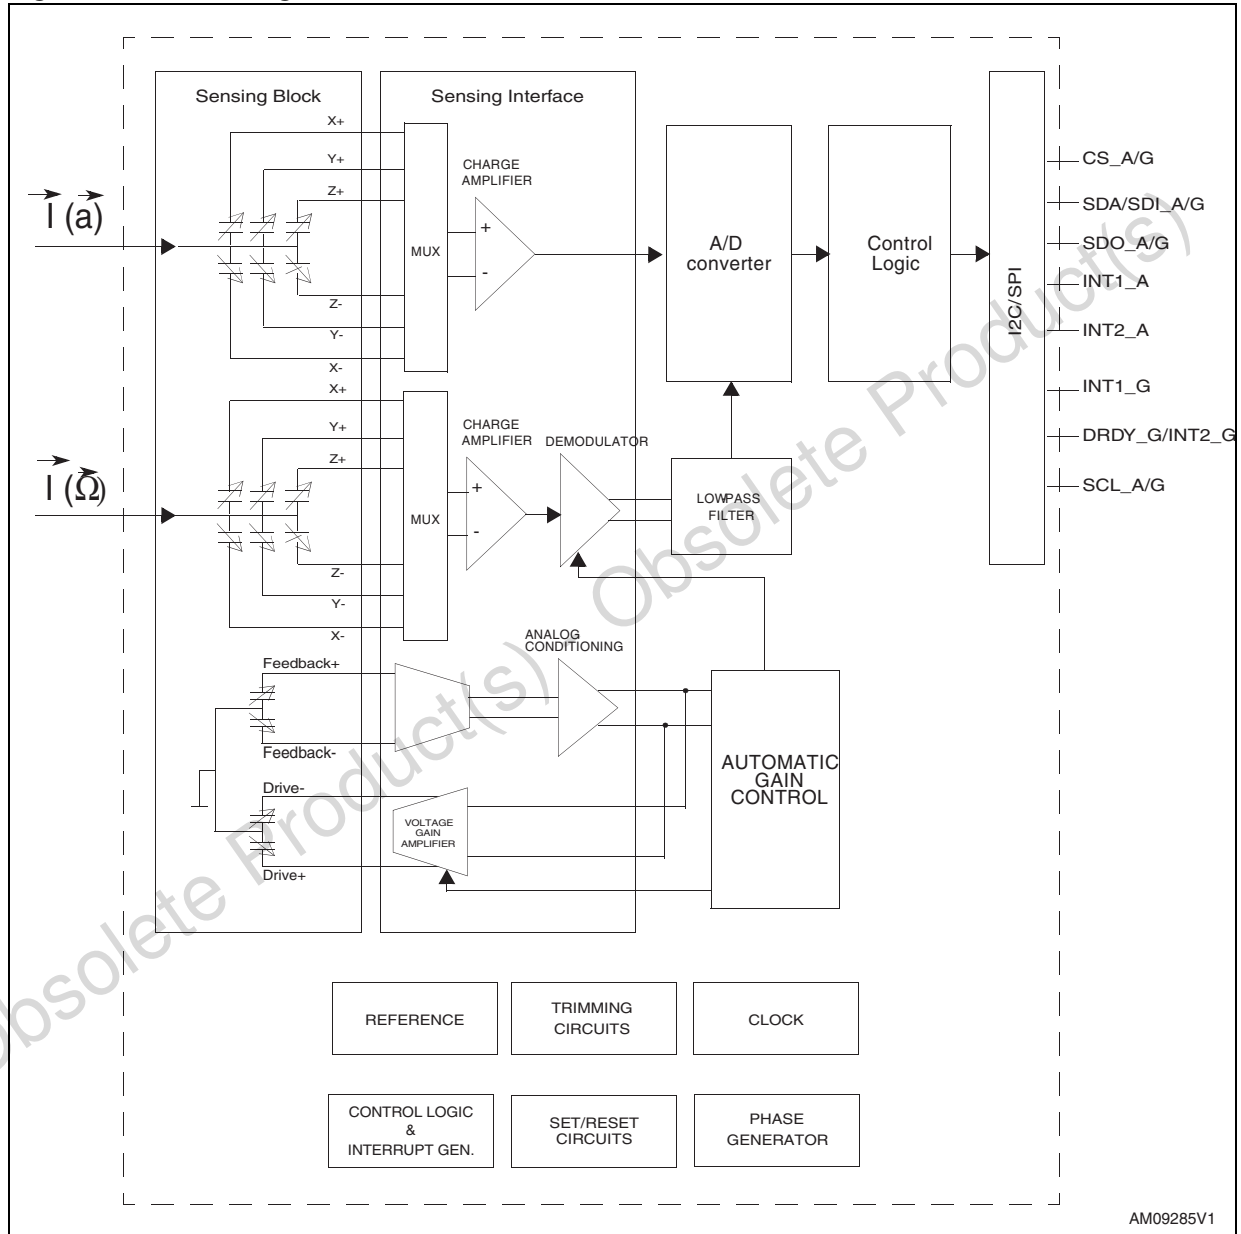 Sensing Block
Sensing Interface
X+
Y+
Z+
CHARGE
AMPLIFIER
I (a)
MUX
+
-
Z-
Y-
X-
A/D
converter
Control
Logic
I2C/SPI
CS_A/G
SDA/SDI_A/G
SDO_A/G
INT1_A
INT2_A
INT1_G
DRDY_G/INT2_G
SCL_A/G
X+
Y+
Z+
CHARGE
AMPLIFIER
DEMODULATOR
I (Ω)
MUX
+
-
LOWPASS
FILTER
Z-
Y-
X-
ANALOG
CONDITIONING
Feedback+
Feedback-
Drive-
VOLTAGE
GAIN
AMPLIFIER
Drive+
AUTOMATIC
GAIN
CONTROL
REFERENCE
TRIMMING
CIRCUITS
CLOCK
CONTROL LOGIC
&
INTERRUPT GEN.
SET/RESET
CIRCUITS
PHASE
GENERATOR
AM09285V1
Obsolete Product(s) - Obsolete Product(s)